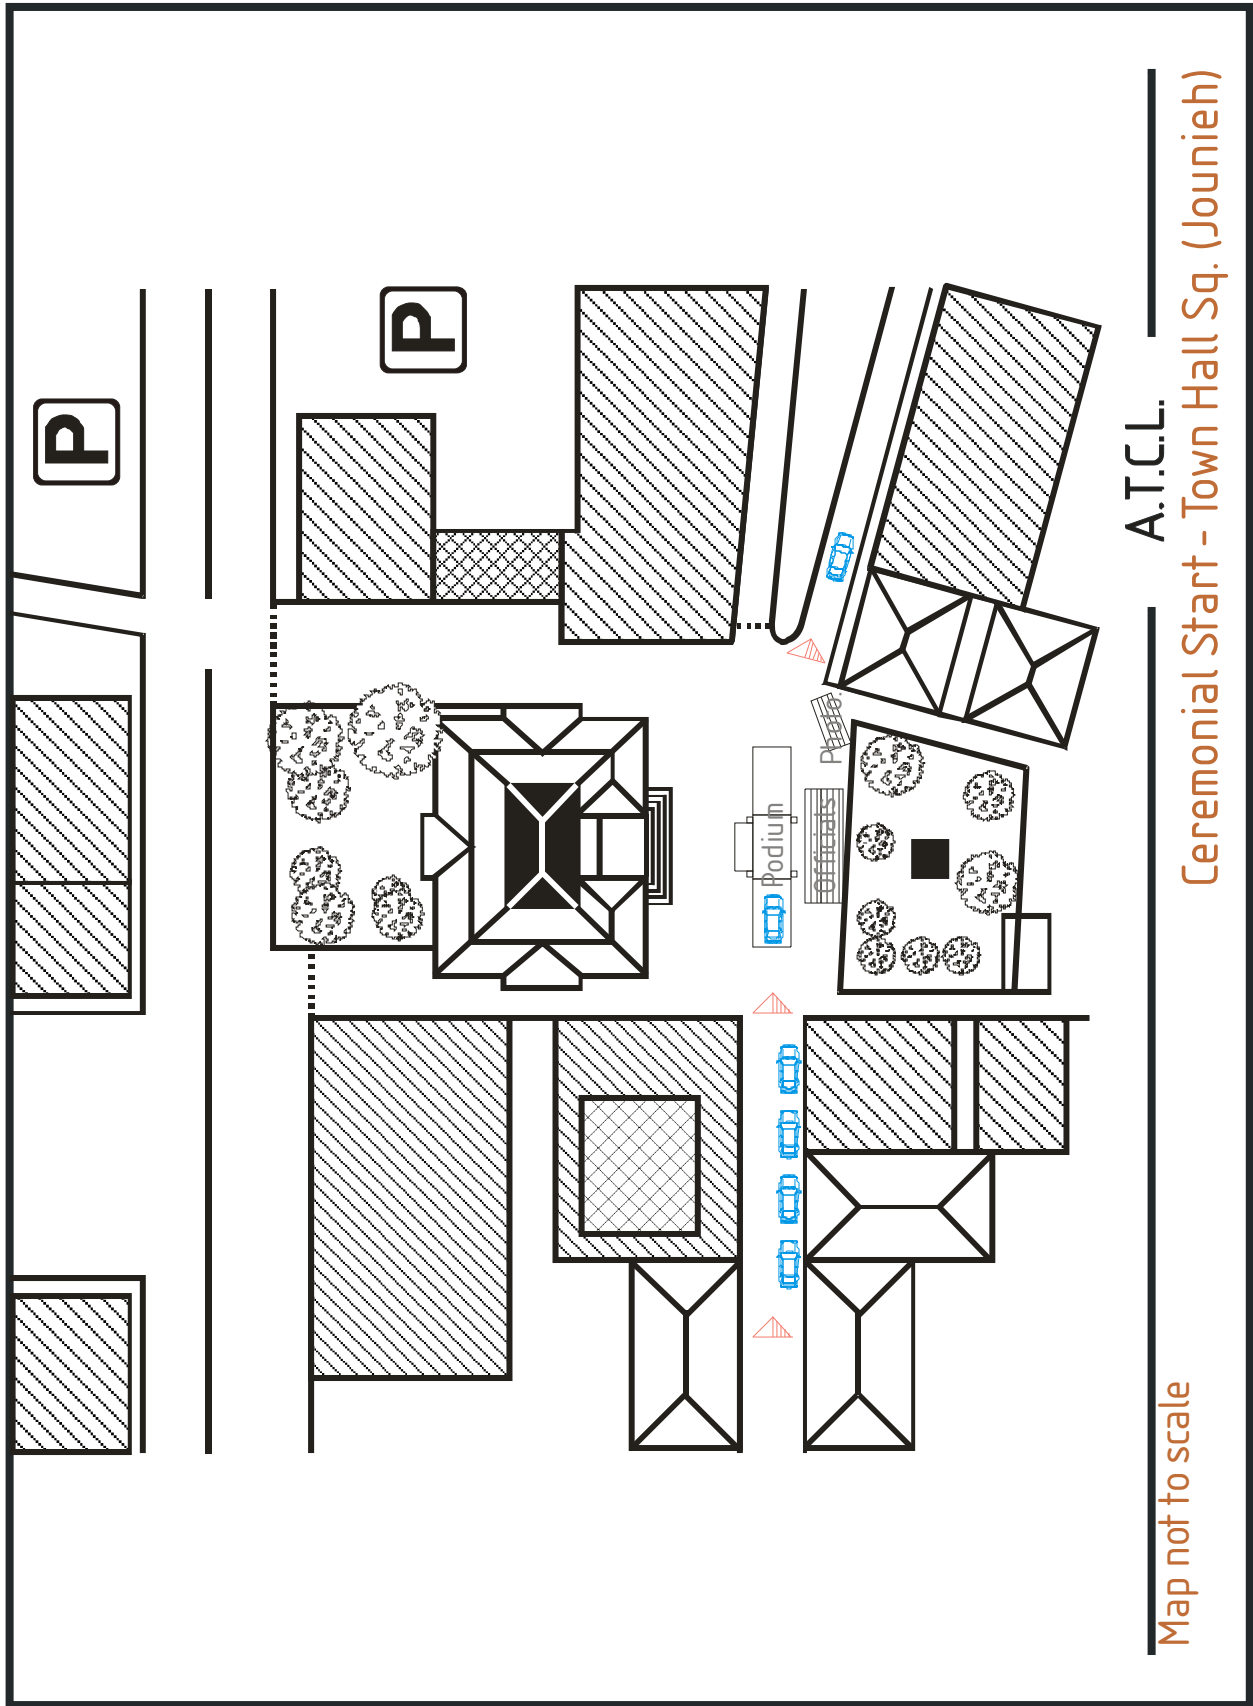 A.T.C.L.
Ceremonial Start - Town Hall Sq. (Jounieh)
P
P
Podium
Officials
Photo.
Map not to scale